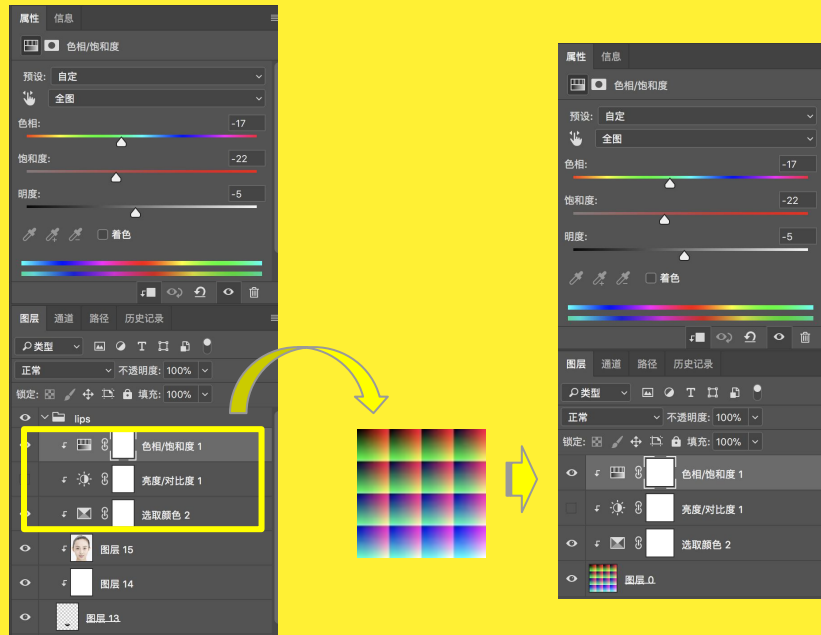 属性 信息
色相/饱和度
预设: 自定
全图
色相: -17
饱和度: -22
明度: -5
着色
图层 通道 路径 历史记录
类型
正常 不透明度: 100%
锁定: 填充: 100%
lips
色相/饱和度 1
亮度/对比度 1
选取颜色 2
图层 15
图层 14
图层 13
属性 信息
色相/饱和度
预设: 自定
全图
色相: -17
饱和度: -22
明度: -5
着色
图层 通道 路径 历史记录
类型
正常 不透明度: 100%
锁定: 填充: 100%
色相/饱和度 1
亮度/对比度 1
选取颜色 2
图层 0